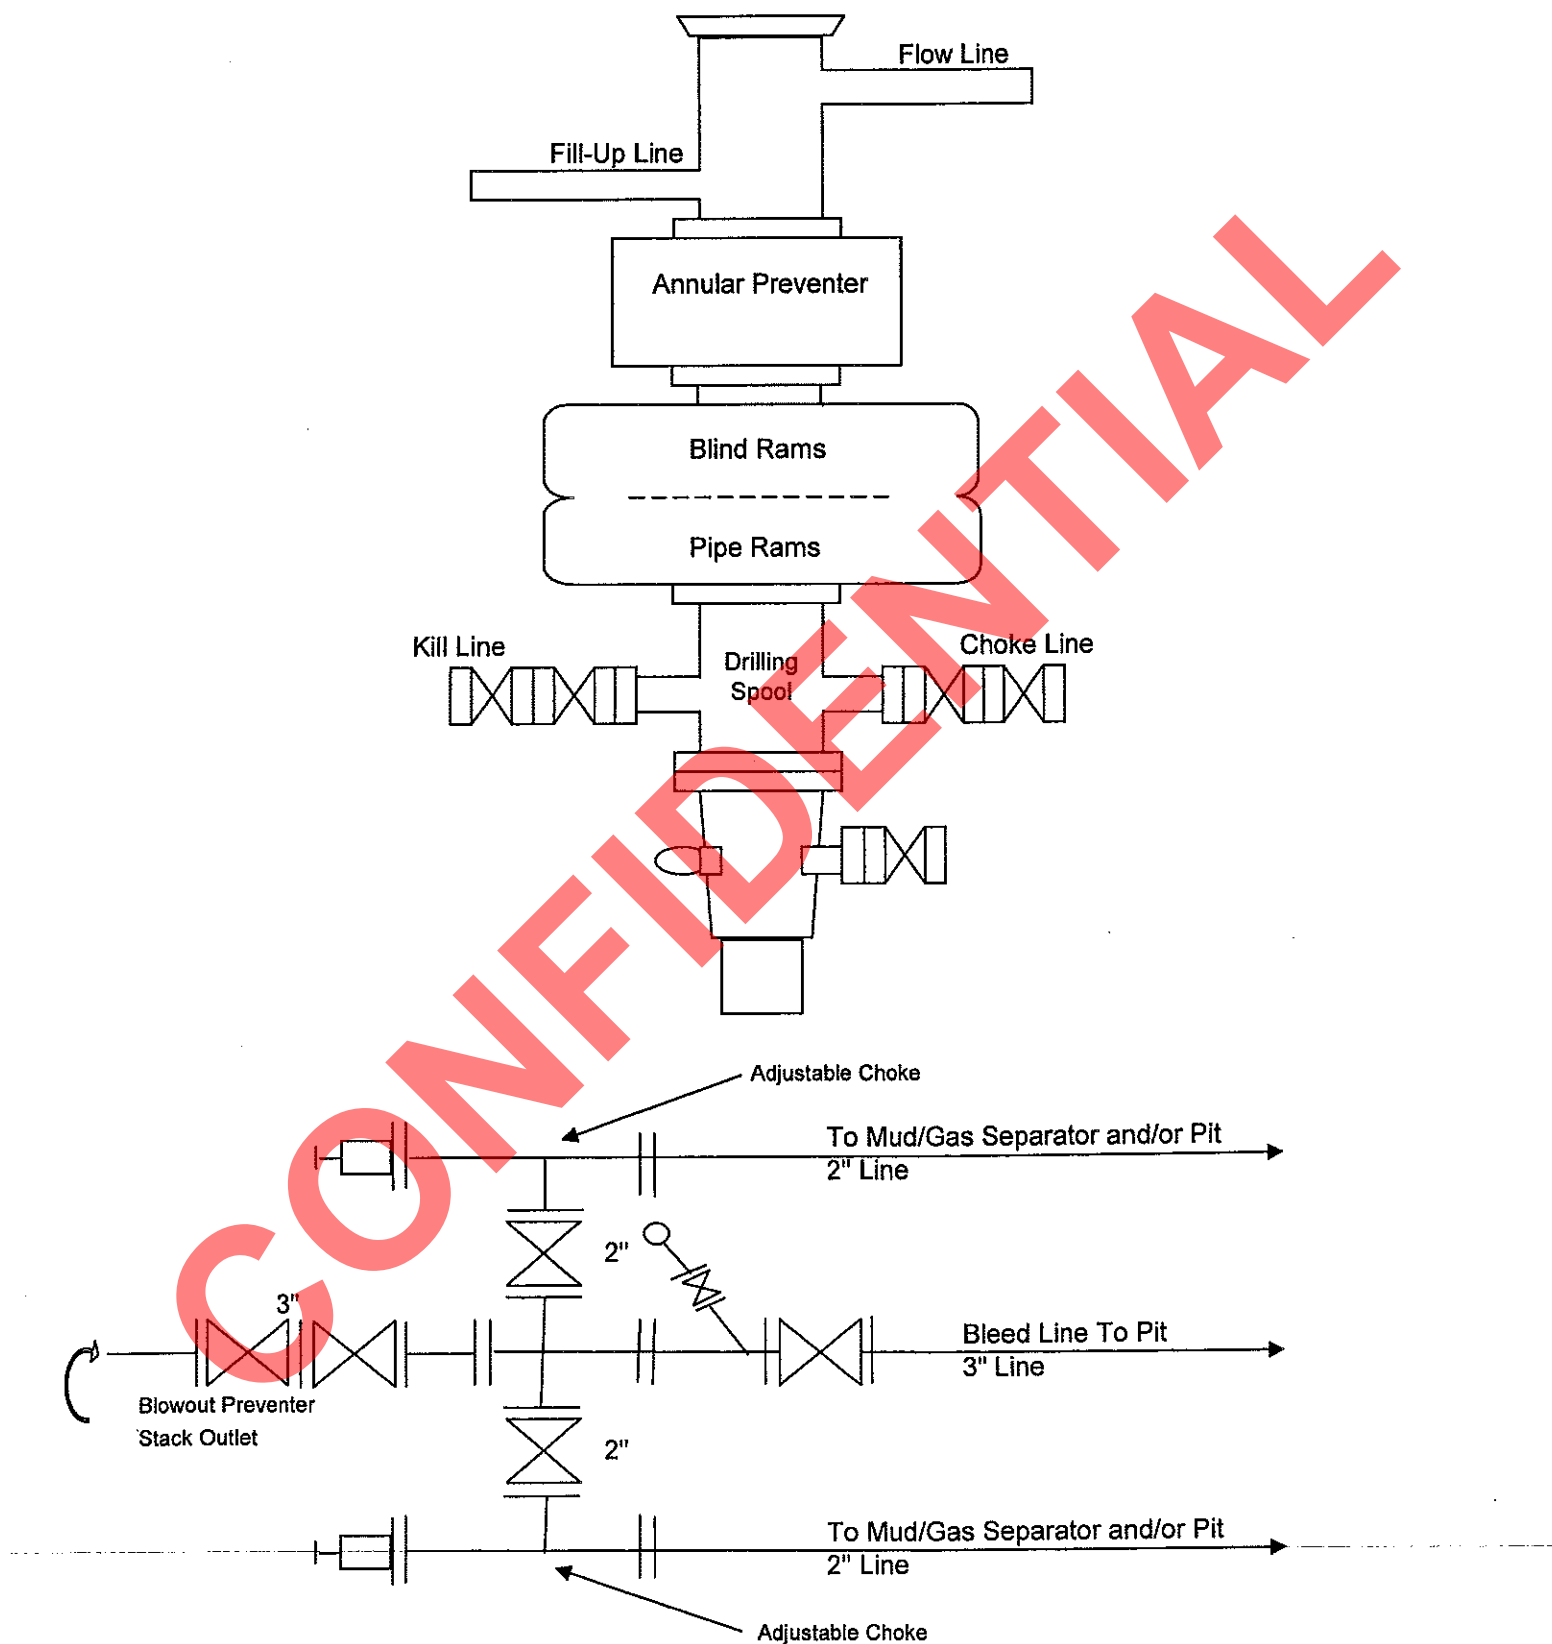 Flow Line
Fill-Up Line
Annular Preventer
Blind Rams
Pipe Rams
Kill Line
Drilling
Spool
Choke Line
Adjustable Choke
To Mud/Gas Separator and/or Pit
2" Line
2"
3"
Bleed Line To Pit
3" Line
Blowout Preventer
Stack Outlet
2"
To Mud/Gas Separator and/or Pit
2" Line
Adjustable Choke
CONFIDENTIAL